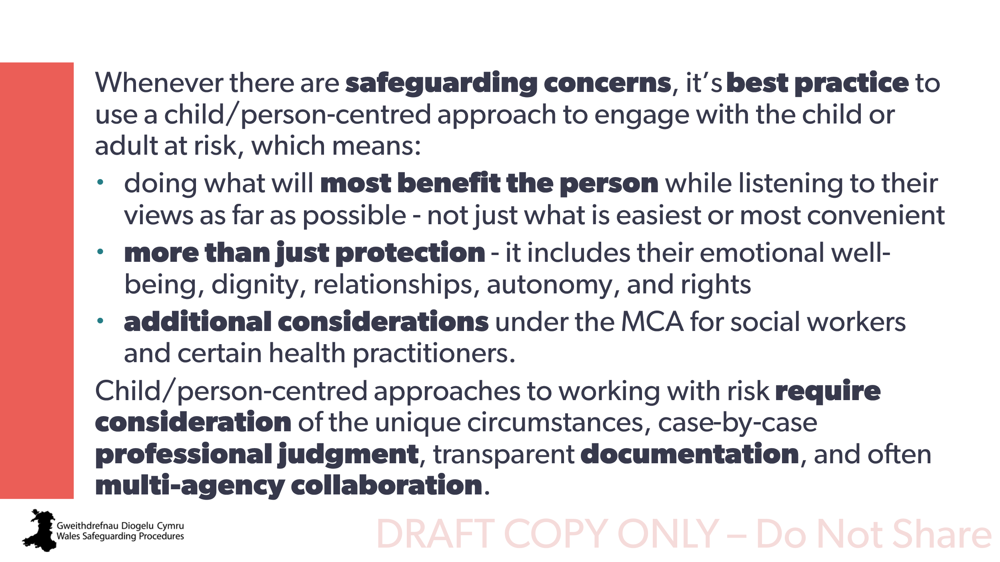 Whenever there are safeguarding concerns, it’s best practice to
use a child/person-centred approach to engage with the child or
adult at risk, which means:
• doing what will most benefit the person while listening to their
views as far as possible - not just what is easiest or most convenient
• more than just protection - it includes their emotional well-
being, dignity, relationships, autonomy, and rights
• additional considerations under the MCA for social workers
and certain health practitioners.
Child/person-centred approaches to working with risk require
consideration of the unique circumstances, case-by-case
professional judgment, transparent documentation, and often
multi-agency collaboration.
Gweithdrefnau Diogelu Cymru
Wales Safeguarding Procedures
DRAFT COPY ONLY – Do Not Share